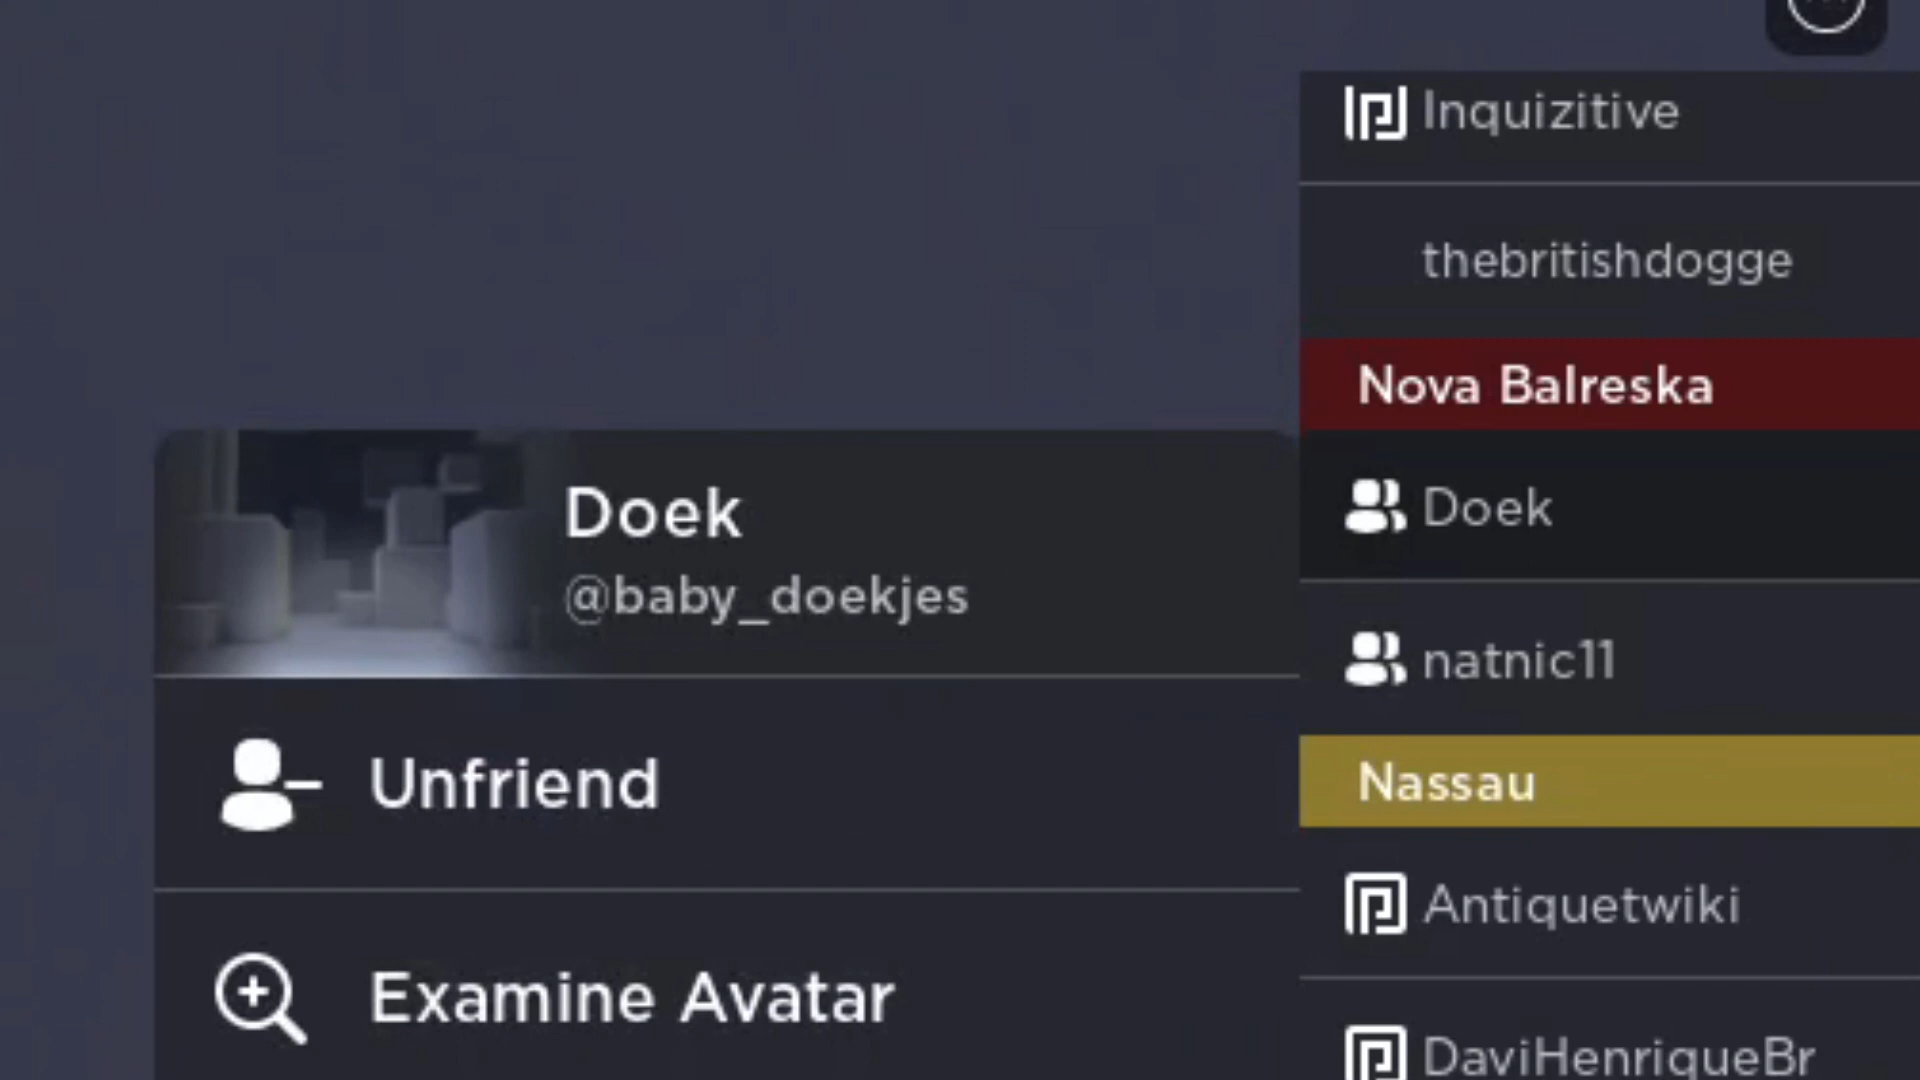 Inquizitive
thebritishdogge
Nova Balreska
Doek
natnic11
Nassau
Antiquetwiki
DaviHenriqueBr
Doek
@baby_doekjes
Unfriend
Examine Avatar